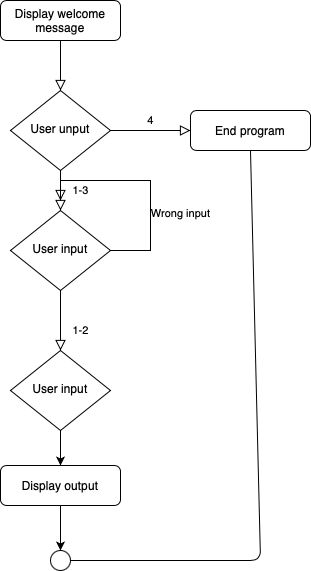 Display welcome
message
User unput
4
End program
1-3
Wrong input
User input
1-2
User input
Display output